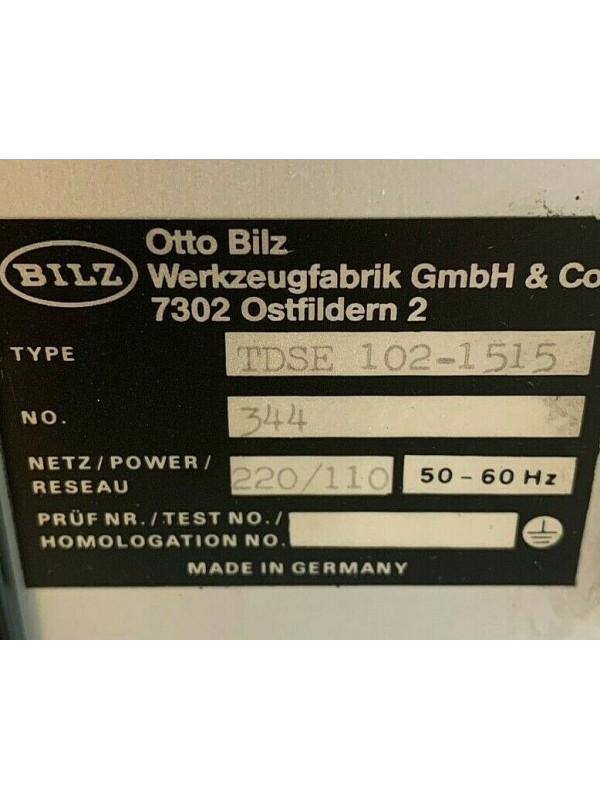 Otto Bilz
BILZ
Werkzeugfabrik GmbH & Co
7302 Ostfildern 2
TYPE TDSE 102-1515
NO. 344
NETZ/POWER/
RESEAU 220/110 50-60 Hz
PRÜF NR./TEST NO./
HOMOLOGATION NO.
MADE IN GERMANY